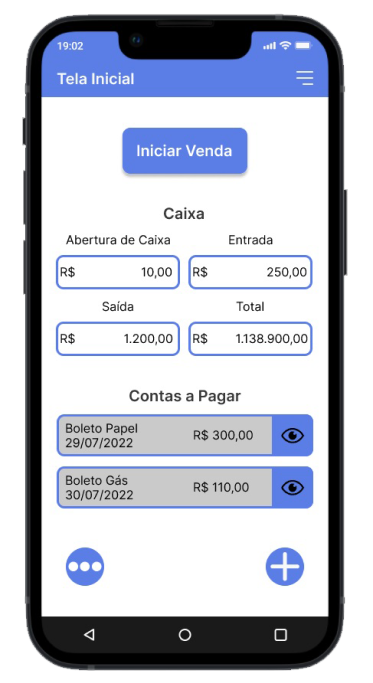 19:02
Tela Inicial
Iniciar Venda
Caixa
Abertura de Caixa Entrada
R$ 10,00 R$ 250,00
Saída Total
R$ 1.200,00 R$ 1.138.900,00
Contas a Pagar
Boleto Papel
29/07/2022 R$ 300,00
Boleto Gás
30/07/2022 R$ 110,00